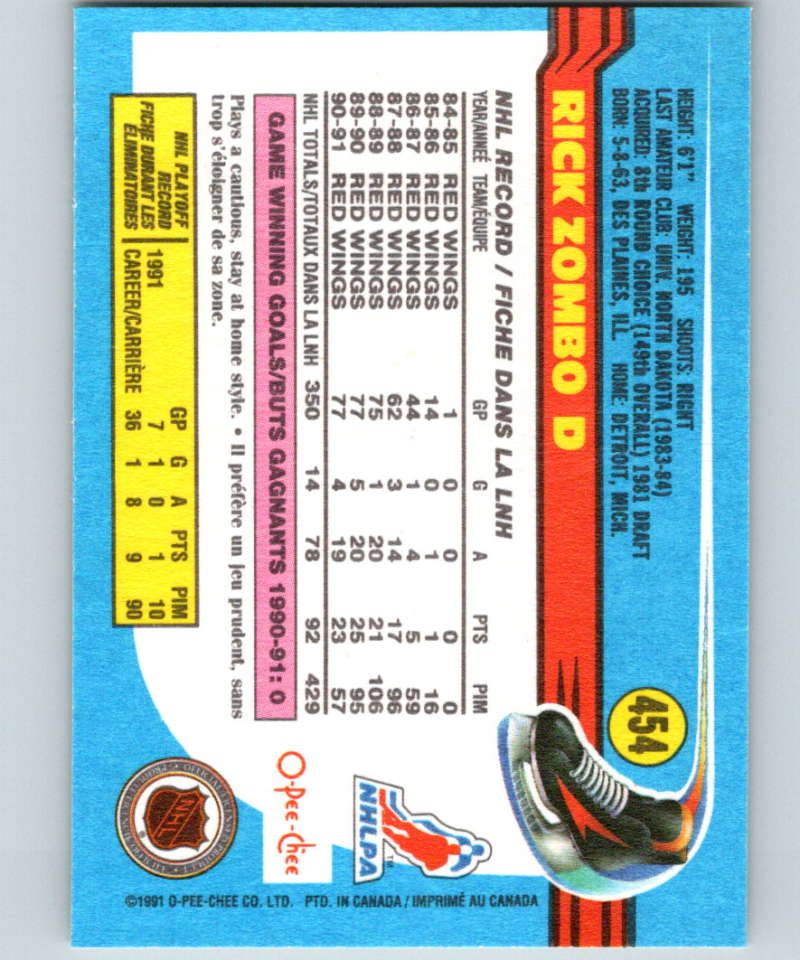 HEIGHT: 6'1" WEIGHT: 195 SHOOTS: RIGHT
LAST AMATEUR CLUB: UNIV. NORTH DAKOTA (1983-84)
ACQUIRED: 8th ROUND CHOICE (149th OVERALL) 1981 DRAFT
BORN: 5-8-63, DES PLAINES, ILL. HOME: DETROIT, MICH.
454
RICK ZOMBO D
NHL RECORD / FICHE DANS LA LNH
YEAR/ANNÉE TEAM/ÉQUIPE GP G A PTS PIM
84-85 RED WINGS 1 0 0 0 0
85-86 RED WINGS 14 0 1 1 16
86-87 RED WINGS 44 1 4 5 59
87-88 RED WINGS 62 3 14 17 96
88-89 RED WINGS 75 1 20 21 106
89-90 RED WINGS 77 5 20 25 95
90-91 RED WINGS 77 4 19 23 57
NHL TOTALS/TOTAUX DANS LA LNH 350 14 78 92 429
GAME WINNING GOALS/BUTS GAGNANTS 1990-91: 0
Plays a cautious, stay at home style. • Il préfère un jeu prudent, sans
trop s'éloigner de sa zone.
NHL PLAYOFF
RECORD
FICHE DURANT LES
ÉLIMINATOIRES
GP G A PTS PIM
1991 7 1 0 1 10
CAREER/CARRIÈRE 36 1 8 9 90
NHLPA
TM
O-Pee-Chee
NHL
®
©1991 O-PEE-CHEE CO. LTD. PTD. IN CANADA / IMPRIMÉ AU CANADA